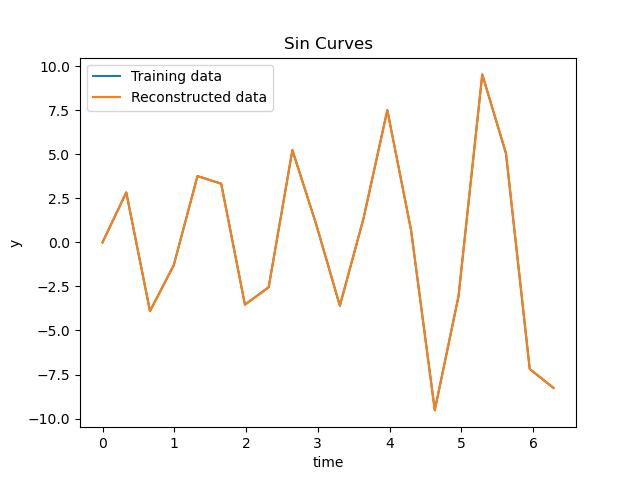 Sin Curves
Training data
Reconstructed data
10.0
7.5
5.0
2.5
0.0
−2.5
−5.0
−7.5
−10.0
y
0 1 2 3 4 5 6
time